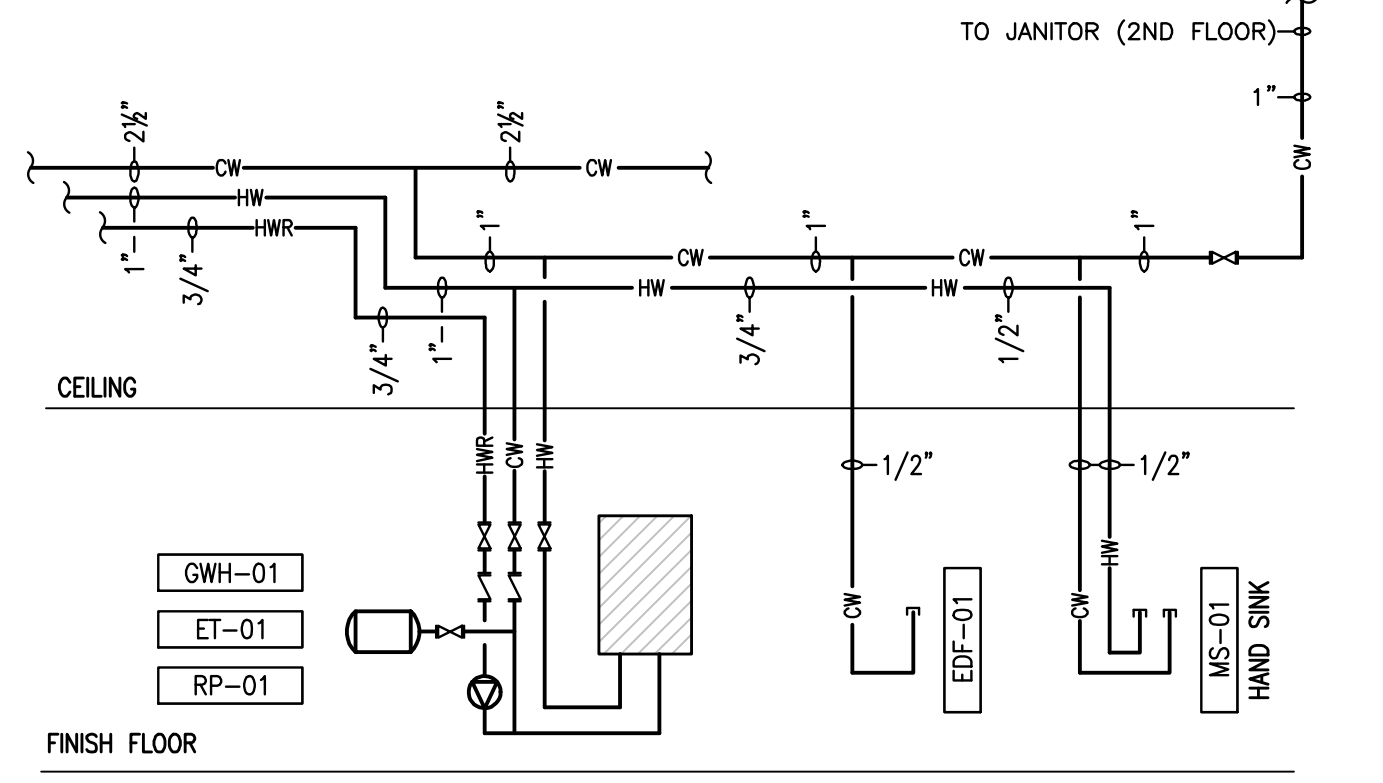 TO JANITOR (2ND FLOOR)
1”
CW
2½”
2½”
CW
CW
HW
HWR
1”
3/4”
1”
1”
1”
CW
CW
HW
HW
3/4”
1”
3/4”
1/2”
CEILING
HWR
CW
HW
1/2”
1/2”
HW
CW
CW
GWH-01
ET-01
RP-01
EDF-01
MS-01
HAND SINK
FINISH FLOOR